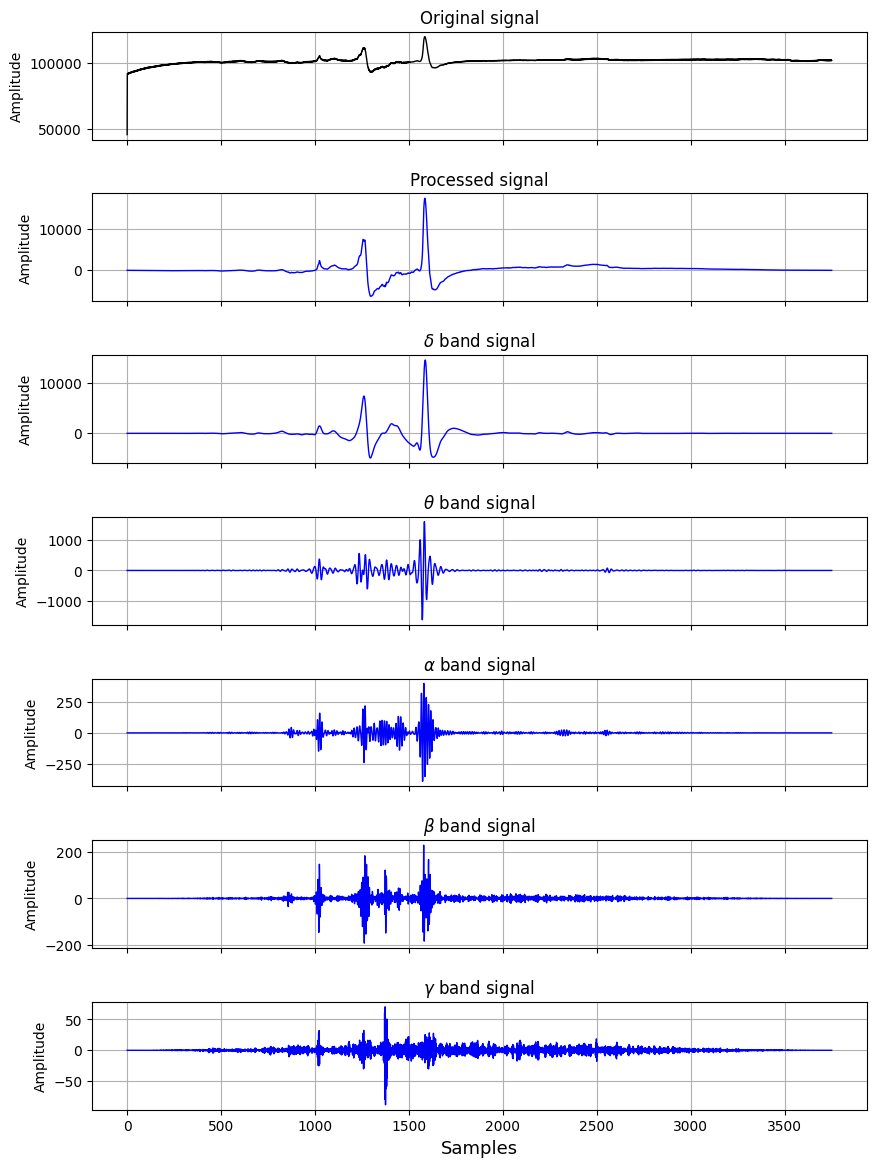 Original signal
Amplitude
100000
50000
Processed signal
Amplitude
10000
0
δ band signal
Amplitude
10000
0
θ band signal
Amplitude
1000
0
−1000
α band signal
Amplitude
250
0
−250
β band signal
Amplitude
200
0
−200
γ band signal
Amplitude
50
0
−50
0 500 1000 1500 2000 2500 3000 3500
Samples